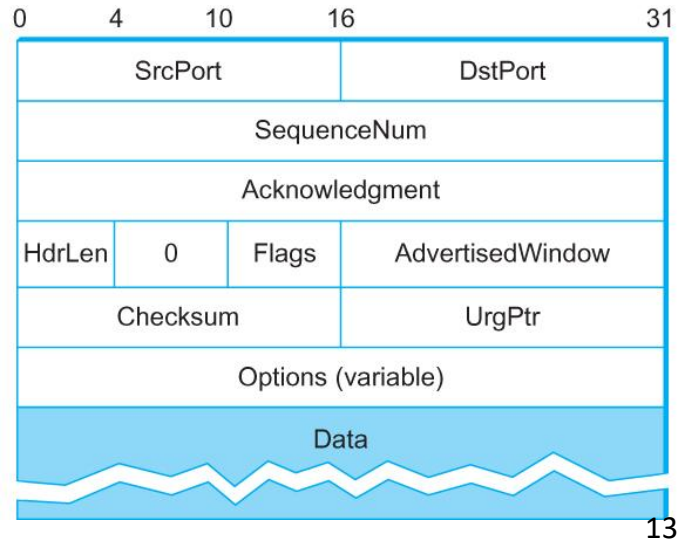 0 4 10 16 31
SrcPort DstPort
SequenceNum
Acknowledgment
HdrLen 0 Flags AdvertisedWindow
Checksum UrgPtr
Options (variable)
Data
13